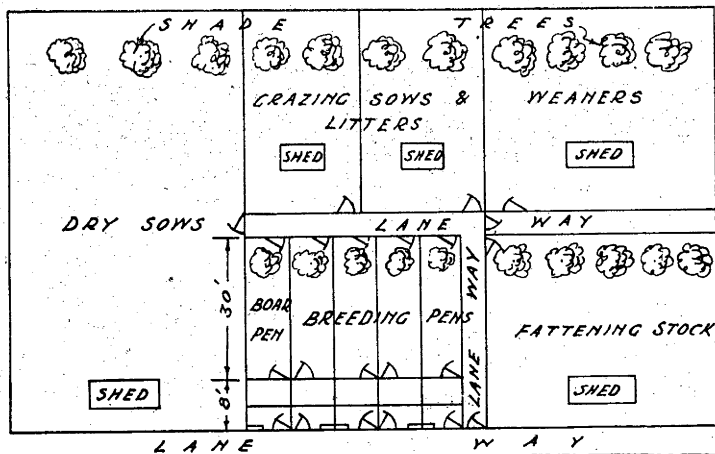 SHADE TREES
GRAZING SOWS & WEANERS
LITTERS
SHED SHED SHED
DRY SOWS LANE WAY
30'
BOAR PEN
BREEDING PENS
LANE WAY
FATTENING STOCK
8'
SHED SHED
LANE WAY